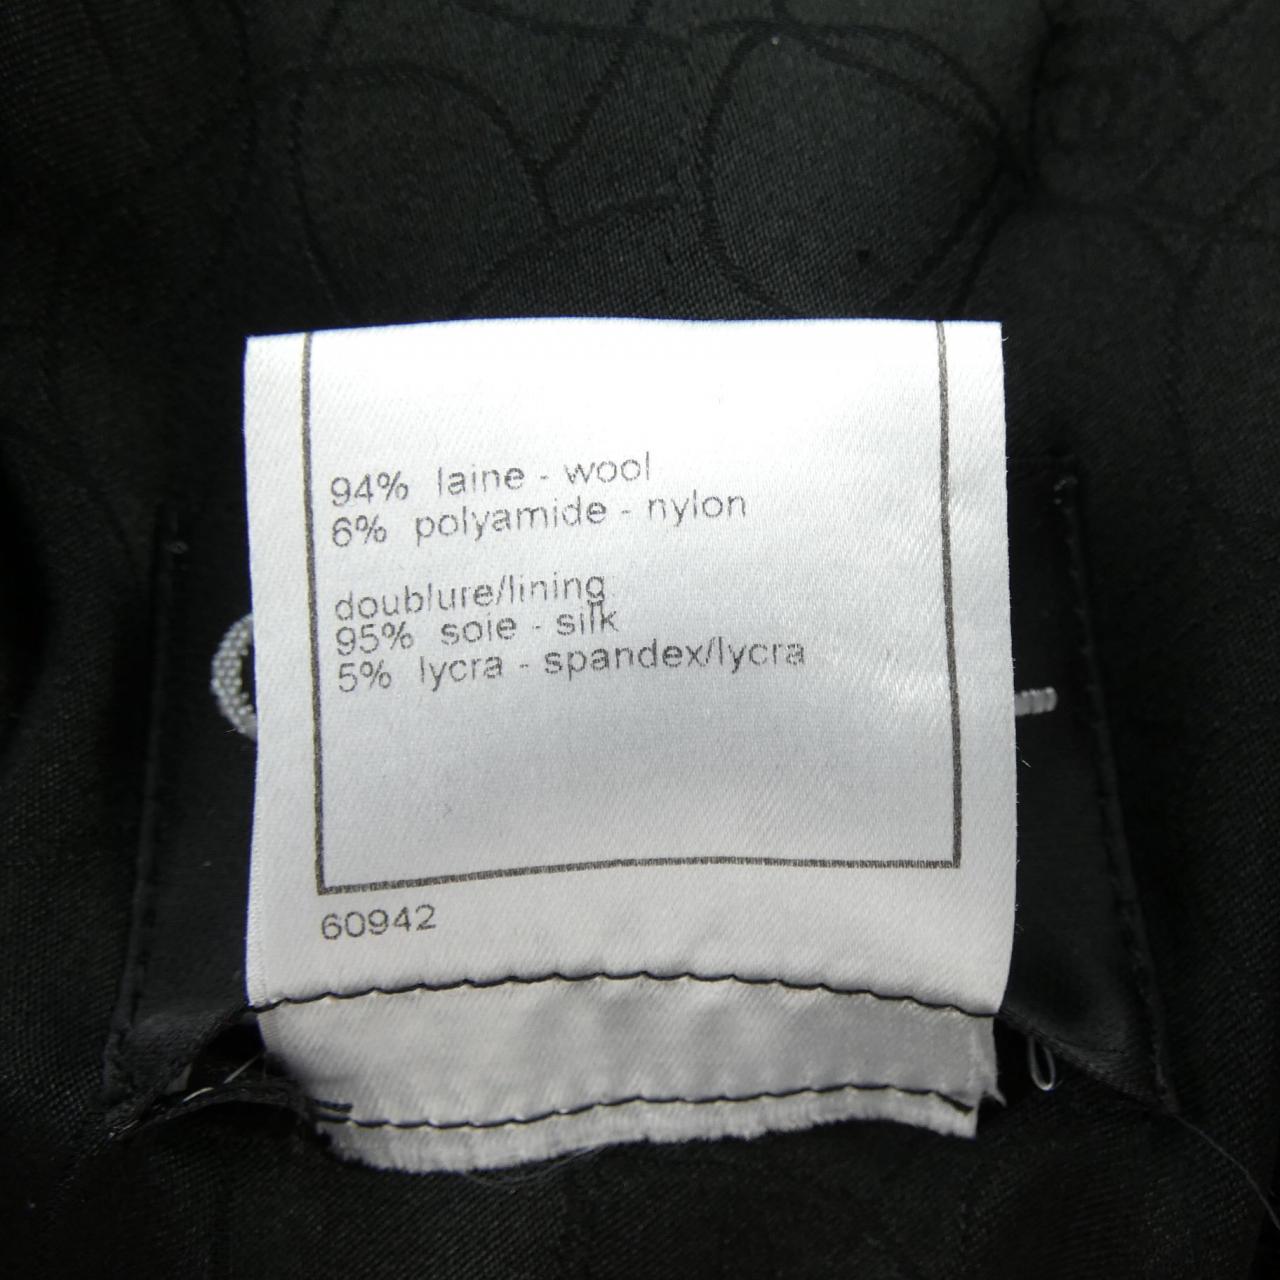 94% laine - wool
6% polyamide - nylon
doublure/lining
95% soie - silk
5% lycra - spandex/lycra
60942